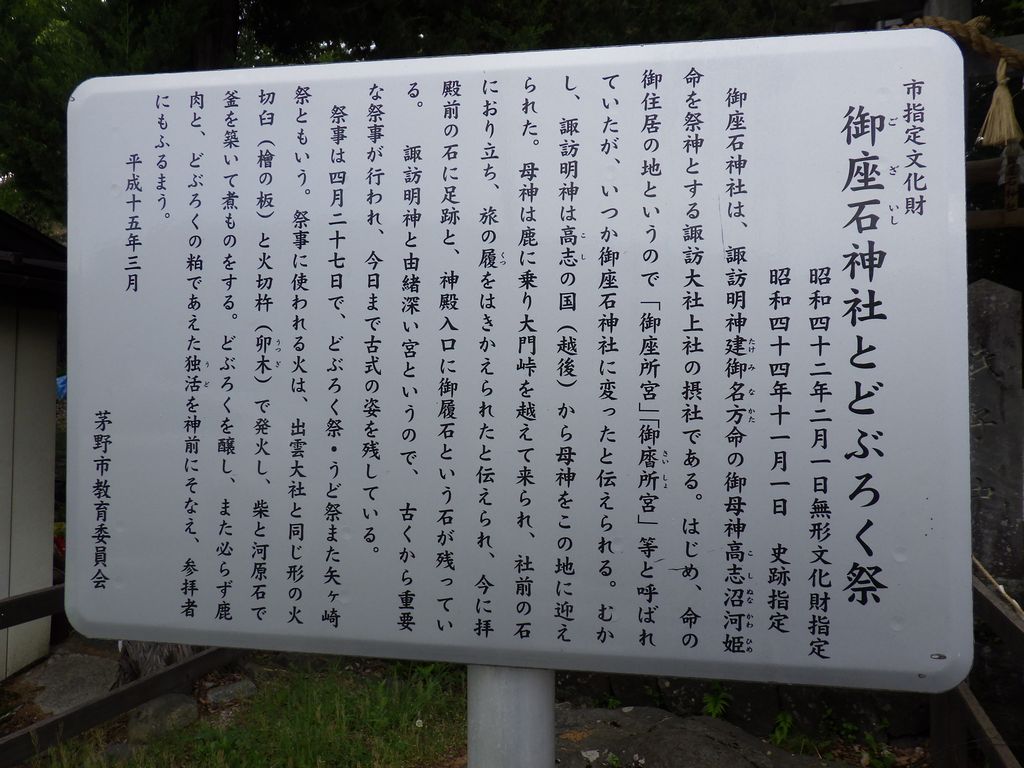 市指定文化財
御座石神社とどぶろく祭
昭和四十二年二月一日無形文化財指定
昭和四十四年十一月一日　史跡指定
御座石神社は、諏訪明神建御名方命の御母神高志沼河姫
命を祭神とする諏訪大社上社の摂社である。はじめ、命の
御住居の地というので「御座所宮」「御磨所宮」等と呼ばれ
ていたが、いつか御座石神社に変ったと伝えられる。むか
し、諏訪明神は高志の国（越後）から母神をこの地に迎え
られた。母神は鹿に乗り大門峠を越えて来られ、社前の石
におり立ち、旅の履をはきかえられたと伝えられ、今に拝
殿前の石に足跡と、神殿入口に御履石という石が残ってい
る。　諏訪明神と由緒深い宮というので、　古くから重要
な祭事が行われ、今日まで古式の姿を残している。
祭事は四月二十七日で、どぶろく祭・うど祭また矢ヶ崎
祭ともいう。祭事に使われる火は、出雲大社と同じ形の火
切臼（檜の板）と火切杵（卯木）で発火し、柴と河原石で
釜を築いて煮ものをする。どぶろくを醸し、また必らず鹿
肉と、どぶろくの粕であえた独活を神前にそなえ、参拝者
にもふるまう。
平成十五年三月
茅野市教育委員会